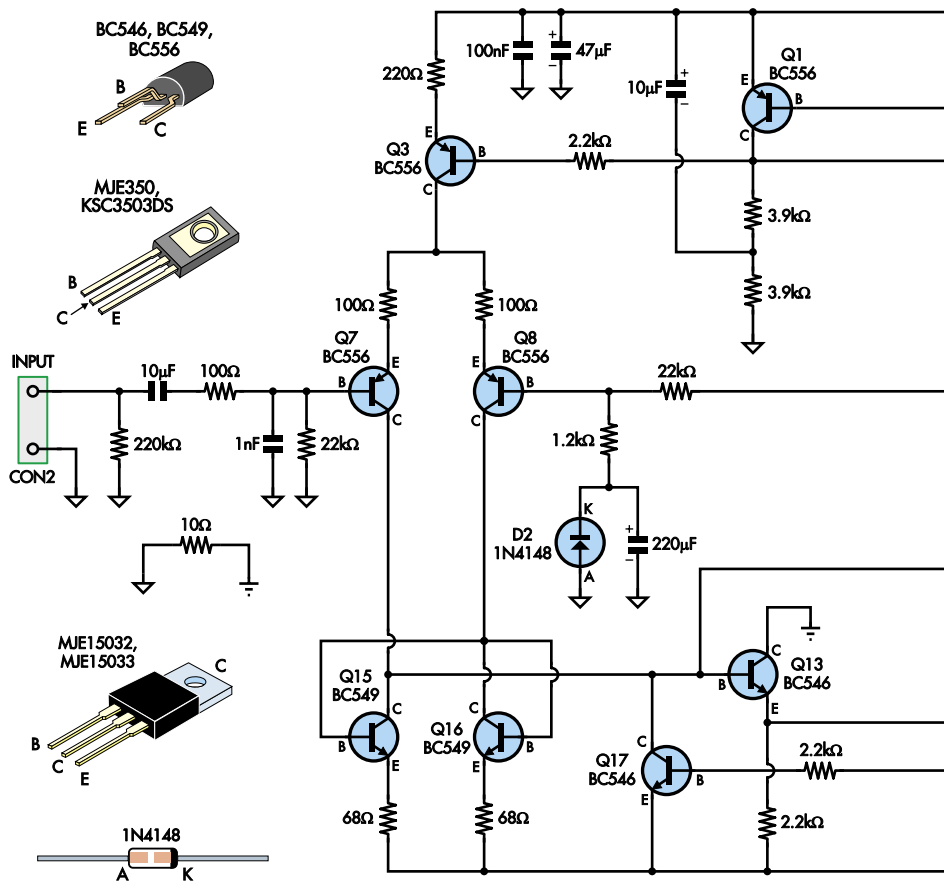 BC546, BC549,
BC556
B
E
C
MJE350,
KSC3503DS
B
C
E
INPUT
CON2
10µF
100Ω
220kΩ
1nF
22kΩ
10Ω
MJE15032,
MJE15033
C
B
C
E
1N4148
A
K
220Ω
100nF
+
47µF
–
10µF
+
–
Q1
BC556
E
B
C
Q3
BC556
E
B
C
2.2kΩ
3.9kΩ
3.9kΩ
100Ω
100Ω
Q7
BC556
E
B
C
Q8
BC556
E
B
C
22kΩ
1.2kΩ
D2
1N4148
K
A
+
220µF
–
Q15
BC549
C
B
E
Q16
BC549
C
B
E
68Ω
68Ω
Q17
BC546
C
B
E
Q13
BC546
C
B
E
2.2kΩ
2.2kΩ